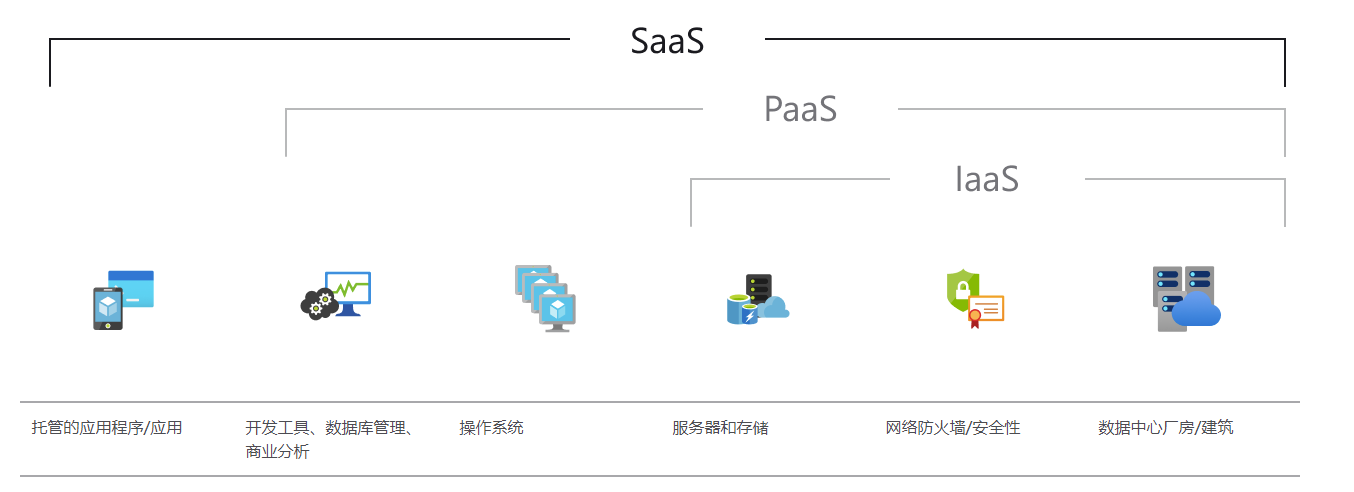 SaaS
PaaS
IaaS
托管的应用程序/应用
开发工具、数据库管理、
商业分析
操作系统
服务器和存储
网络防火墙/安全性
数据中心厂房/建筑